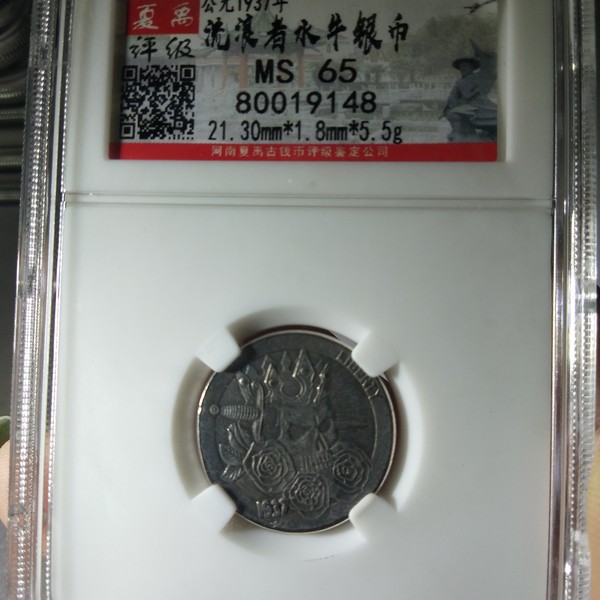 夏禹
评级
公元1937年
流浪者水牛银币
MS 65
80019148
21.30mm*1.8mm*5.5g
河南夏禹古钱币评级鉴定公司
LIBERTY
1937